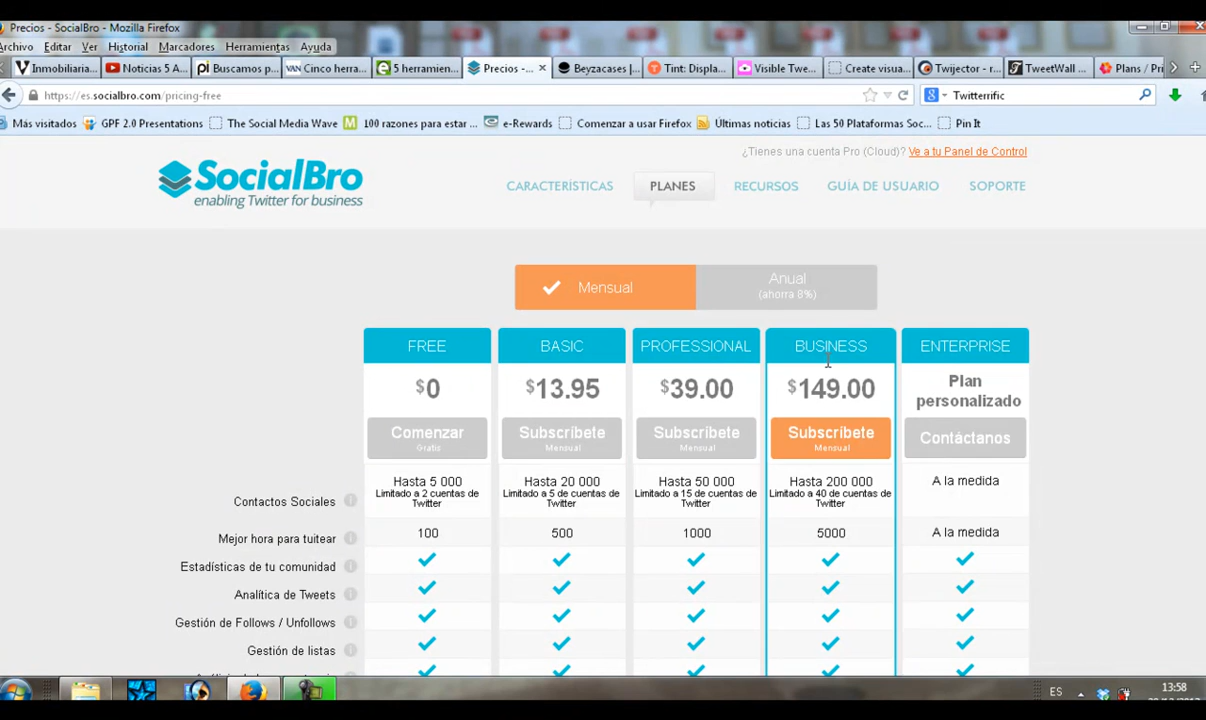 Precios - SocialBro - Mozilla Firefox
Archivo Editar Ver Historial Marcadores Herramientas Ayuda
Inmobiliaria... Noticias 5 A... Buscamos p... Cinco herra... 5 herramien... Precios -... Beyzacases |... Tint: Displa... Visible Twe... Create visua... Twijector - r... TweetWall Plans / Pri
https://es.socialbro.com/pricing-free
Twitterrific
Más visitados GPF 2.0 Presentations The Social Media Wave 100 razones para estar ... e-Rewards Comenzar a usar Firefox Últimas noticias Las 50 Plataformas Soc... Pin It
¿Tienes una cuenta Pro (Cloud)? Ve a tu Panel de Control
SocialBro
enabling Twitter for business
CARACTERÍSTICAS PLANES RECURSOS GUÍA DE USUARIO SOPORTE
Mensual
Anual
(ahorra 8%)
FREE BASIC PROFESSIONAL BUSINESS ENTERPRISE
$0 $13.95 $39.00 $149.00 Plan personalizado
Comenzar Subscríbete Subscríbete Subscríbete Contáctanos
Gratis Mensual Mensual Mensual
Contactos Sociales
Hasta 5 000 Hasta 20 000 Hasta 50 000 Hasta 200 000 A la medida
Limitado a 2 cuentas de Limitado a 5 de cuentas de Limitado a 15 de cuentas de Limitado a 40 de cuentas de
Twitter Twitter Twitter Twitter
Mejor hora para tuitear 100 500 1000 5000 A la medida
Estadísticas de tu comunidad
Analítica de Tweets
Gestión de Follows / Unfollows
Gestión de listas
ES
13:58